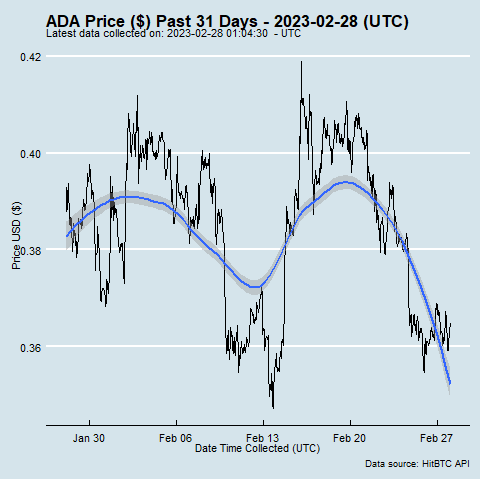 ADA Price ($) Past 31 Days - 2023-02-28 (UTC)
Latest data collected on: 2023-02-28 01:04:30 - UTC
0.42
0.40
0.38
0.36
Price USD ($)
Jan 30
Feb 06
Feb 13
Feb 20
Feb 27
Date Time Collected (UTC)
Data source: HitBTC API